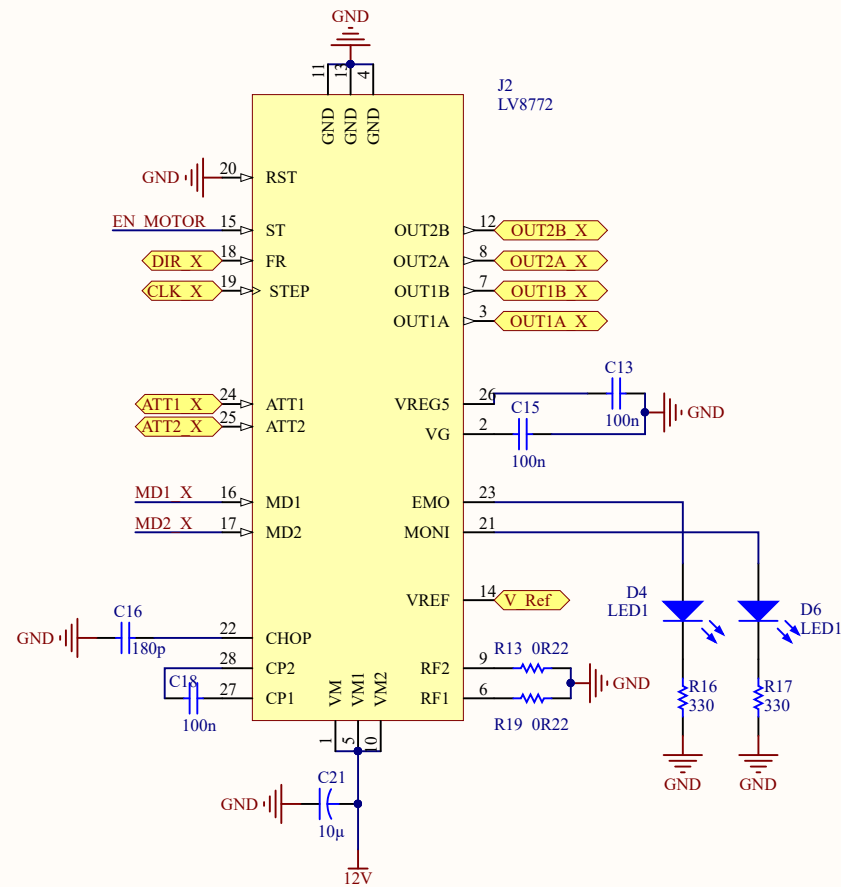 GND
11
13
4
J2
LV8772
GND
GND
GND
GND
20
RST
EN_MOTOR
15
ST
OUT2B
12
OUT2B_X
DIR_X
18
FR
OUT2A
8
OUT2A_X
CLK_X
19
STEP
OUT1B
7
OUT1B_X
OUT1A
3
OUT1A_X
C13
100n
ATT1_X
24
ATT1
VREG5
26
C15
GND
ATT2_X
25
ATT2
VG
2
100n
MD1_X
16
MD1
EMO
23
MD2_X
17
MD2
MONI
21
VREF
14
V_Ref
D4
LED1
D6
LED1
C16
180p
GND
22
CHOP
28
CP2
RF2
9
R13 0R22
C18
100n
27
CP1
RF1
6
R19 0R22
GND
R16
330
R17
330
VM
VM1
VM2
1
5
10
GND
GND
C21
GND
10µ
12V